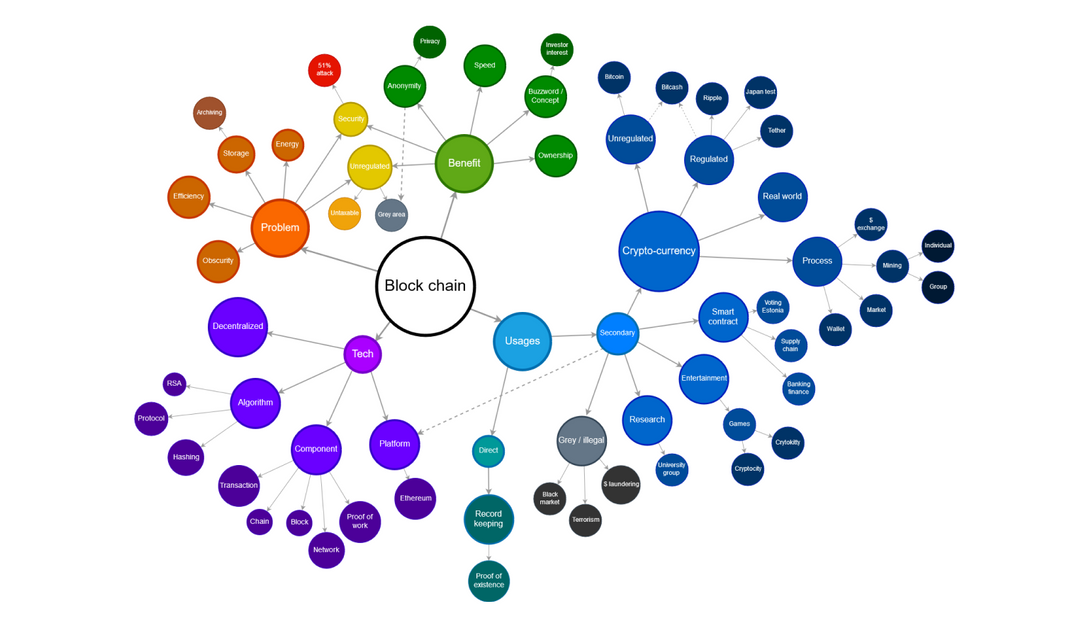 Privacy
Investor
interest
51%
attack
Speed
Anonymity
Buzzword /
Concept
Archiving
Security
Storage
Energy
Benefit
Ownership
Unregulated
Efficiency
Untaxable
Grey area
Problem
Obscurity
Block chain
Bitcoin
Bitcash
Ripple
Japan test
Unregulated
Tether
Regulated
Real world
Crypto-currency
$
exchange
Process
Mining
Individual
Group
Market
Wallet
Decentralized
Tech
Usages
Secondary
Smart
contract
Voting
Estonia
Supply
chain
Banking
finance
Entertainment
RSA
Algorithm
Protocol
Hashing
Component
Platform
Direct
Grey / illegal
Research
Games
Crytokitty
Cryptocity
University
group
Transaction
Ethereum
Black
market
$ laundering
Terrorism
Chain
Block
Proof of
work
Network
Record
keeping
Proof of
existence